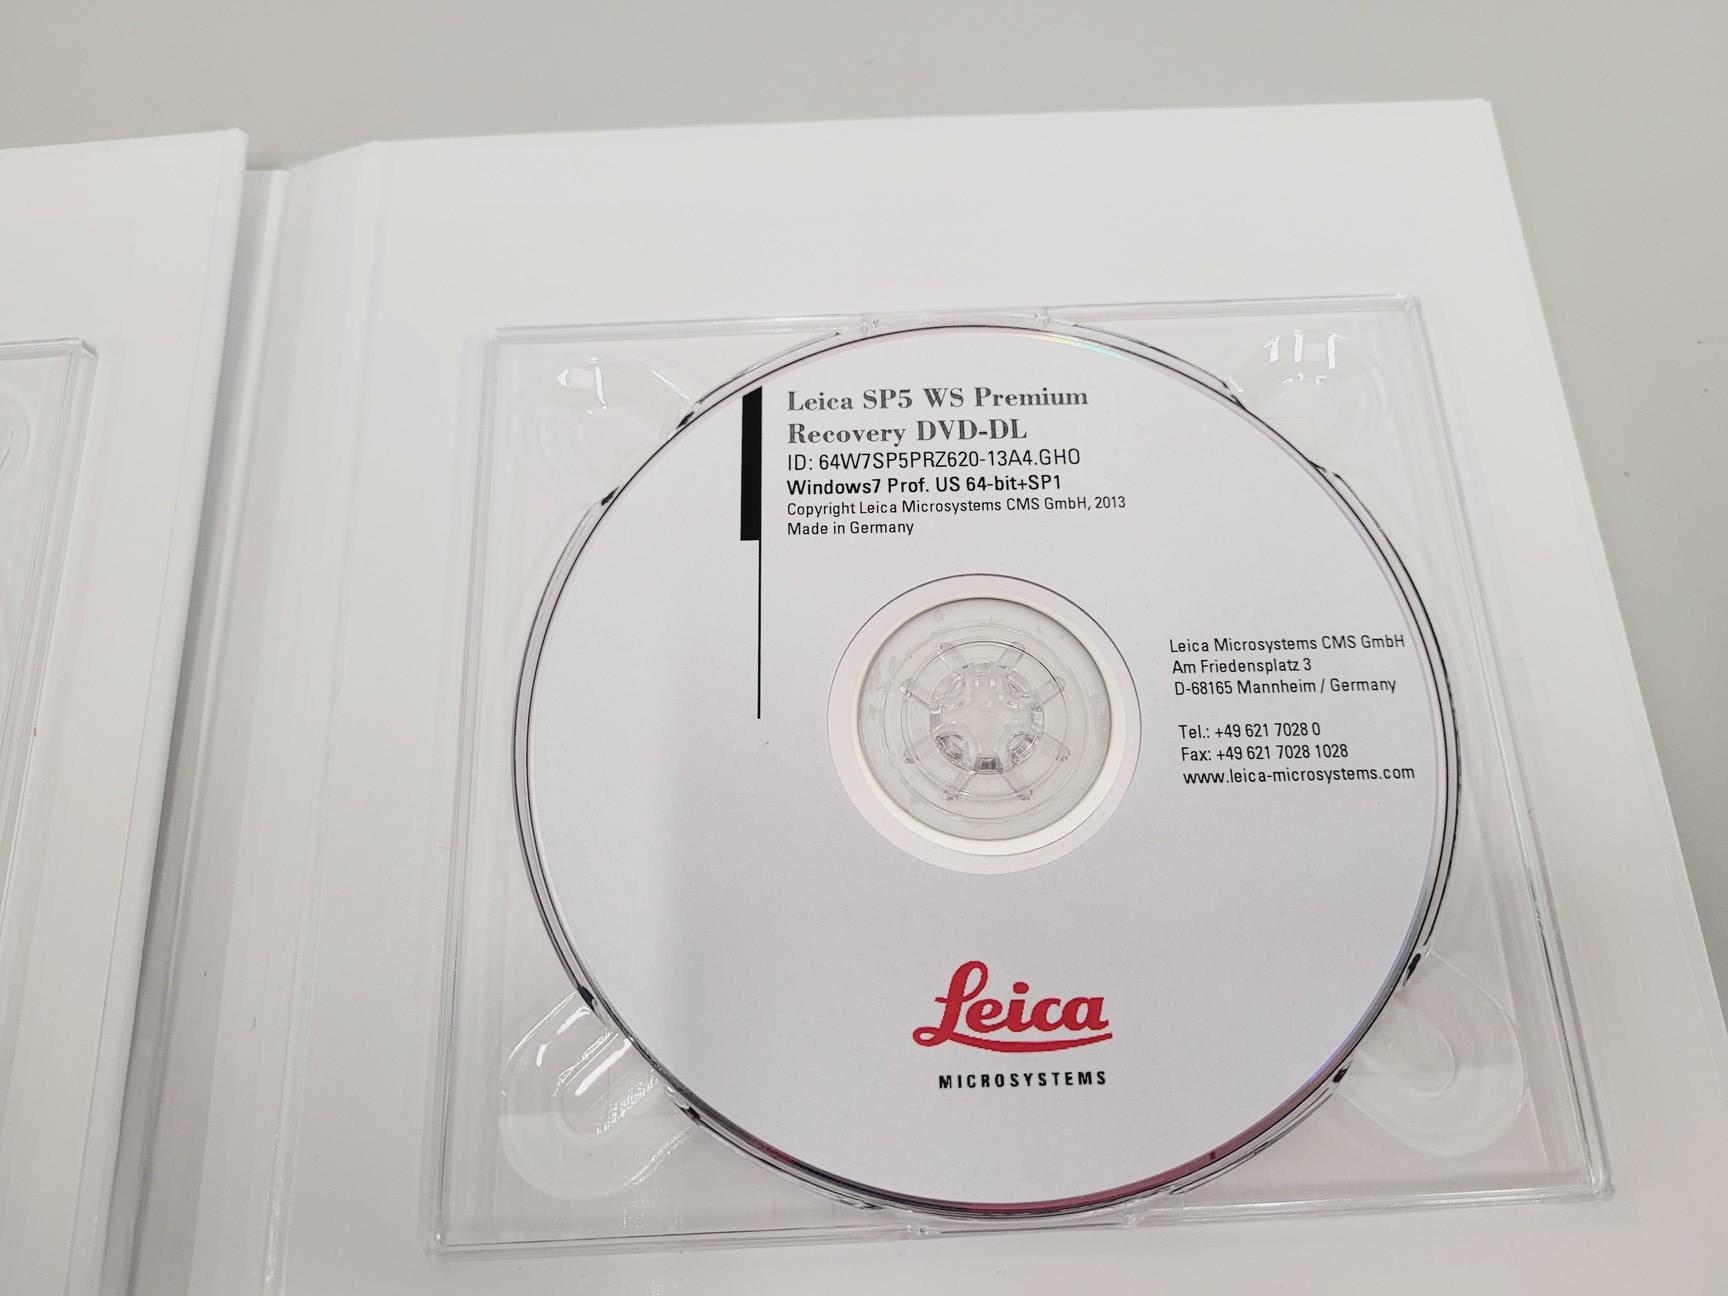 Leica SP5 WS Premium
Recovery DVD-DL
ID: 64W7SP5PRZ620-13A4.GHO
Windows7 Prof. US 64-bit+SP1
Copyright Leica Microsystems CMS GmbH, 2013
Made in Germany
Leica Microsystems CMS GmbH
Am Friedensplatz 3
D-68165 Mannheim / Germany
Tel.: +49 621 7028 0
Fax: +49 621 7028 1028
www.leica-microsystems.com
Leica
MICROSYSTEMS